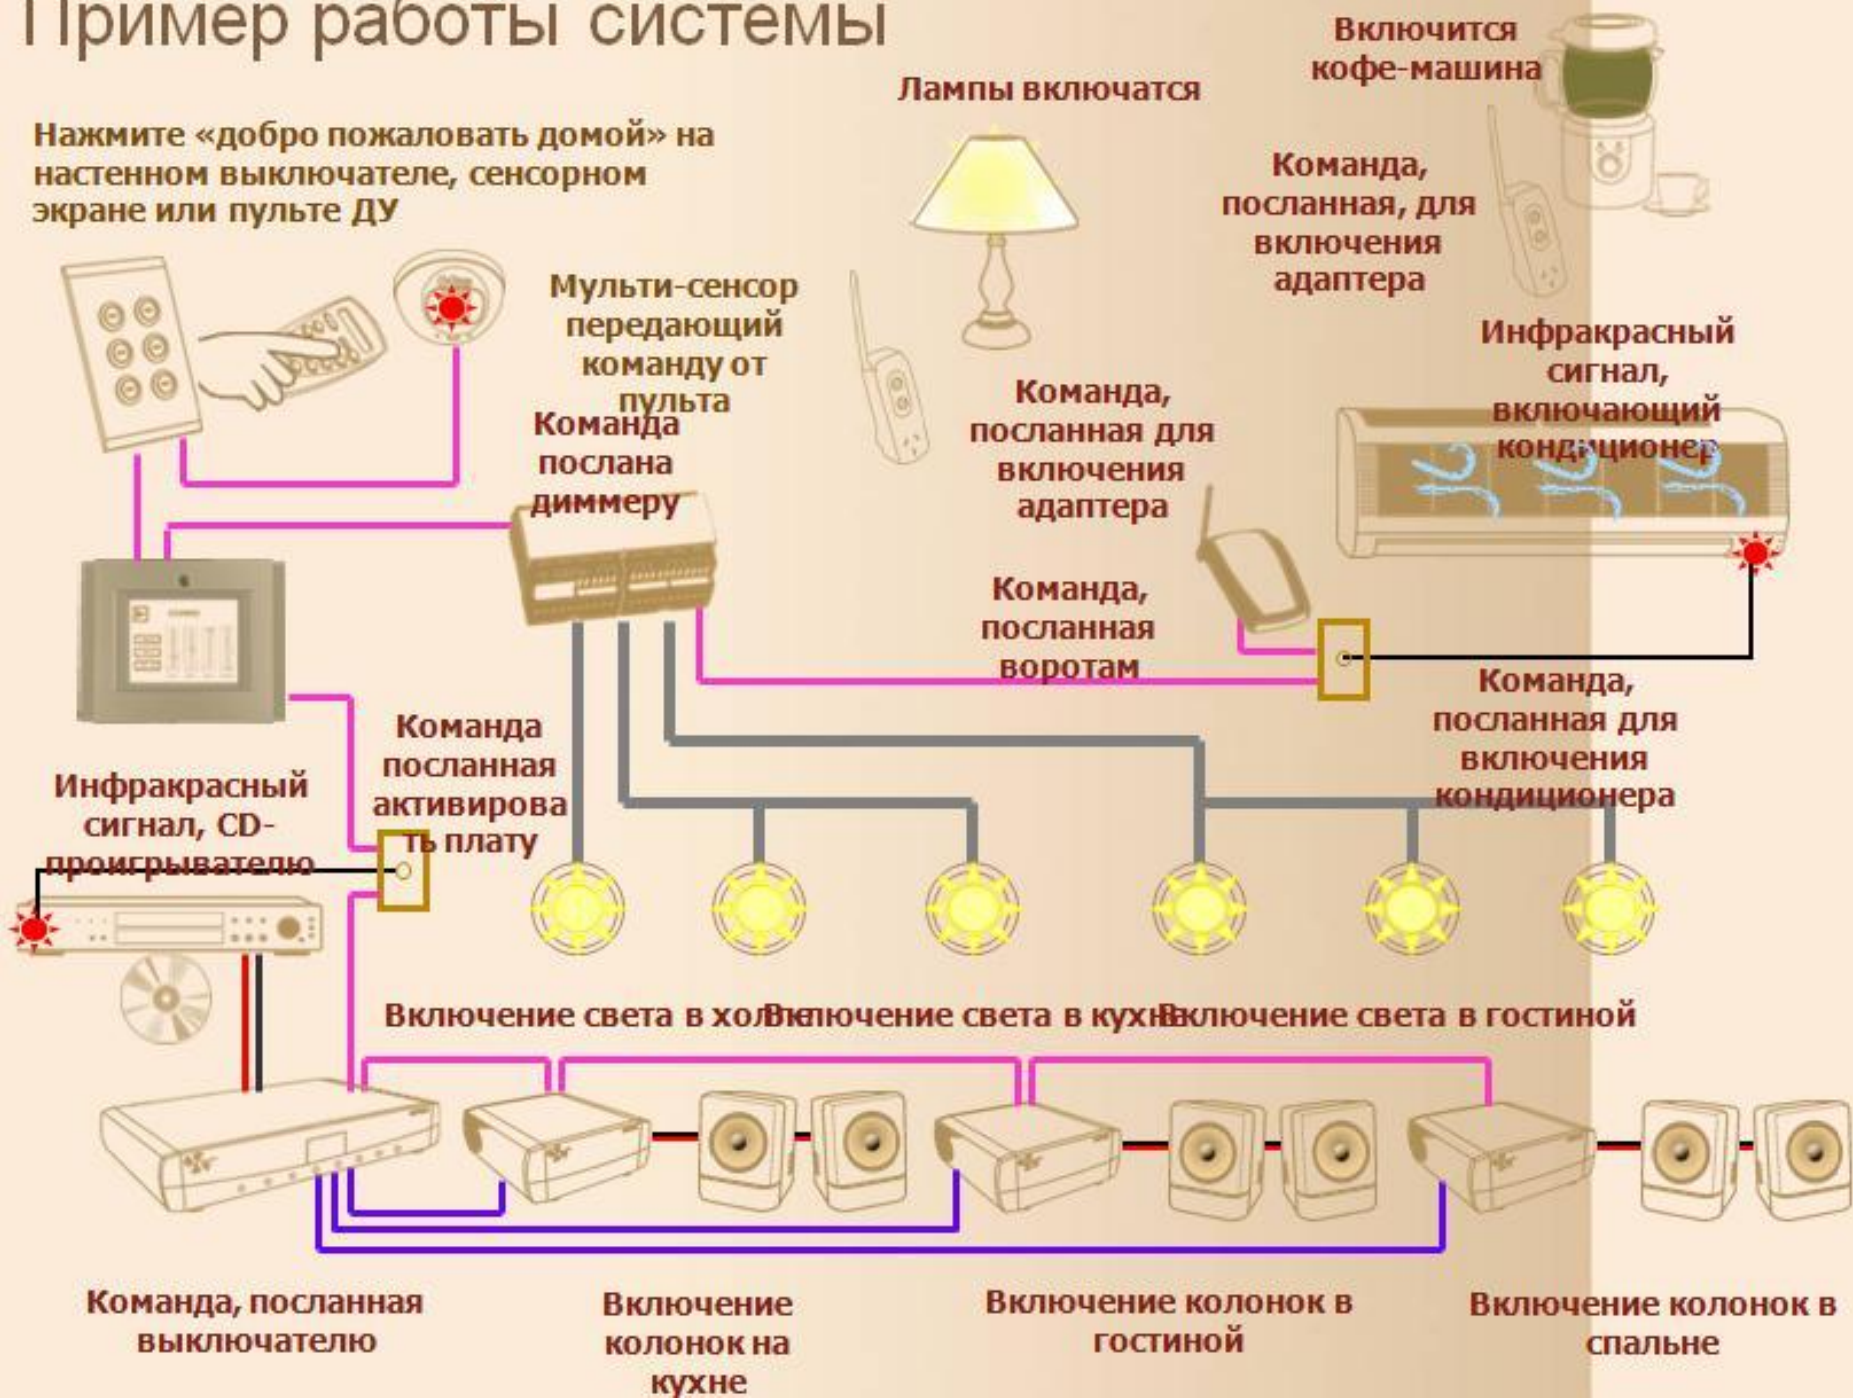 Пример работы системы
Включится
кофе-машина
Лампы включатся
Нажмите «добро пожаловать домой» на
настенном выключателе, сенсорном
экране или пульте ДУ
Команда,
посланная, для
включения
адаптера
Мульти-сенсор
передающий
команду от
пульта
Инфракрасный
сигнал,
включающий
кондиционер
Команда,
посланная для
включения
адаптера
Команда
послана
диммеру
Команда,
посланная
воротам
Команда,
посланная для
включения
кондиционера
Команда
посланная
активирова
ть плату
Инфракрасный
сигнал, CD-
проигрывателю
Включение света в холле
Включение света в кухне
Включение света в гостиной
Команда, посланная
выключателю
Включение
колонок на
кухне
Включение колонок в
гостиной
Включение колонок в
спальне